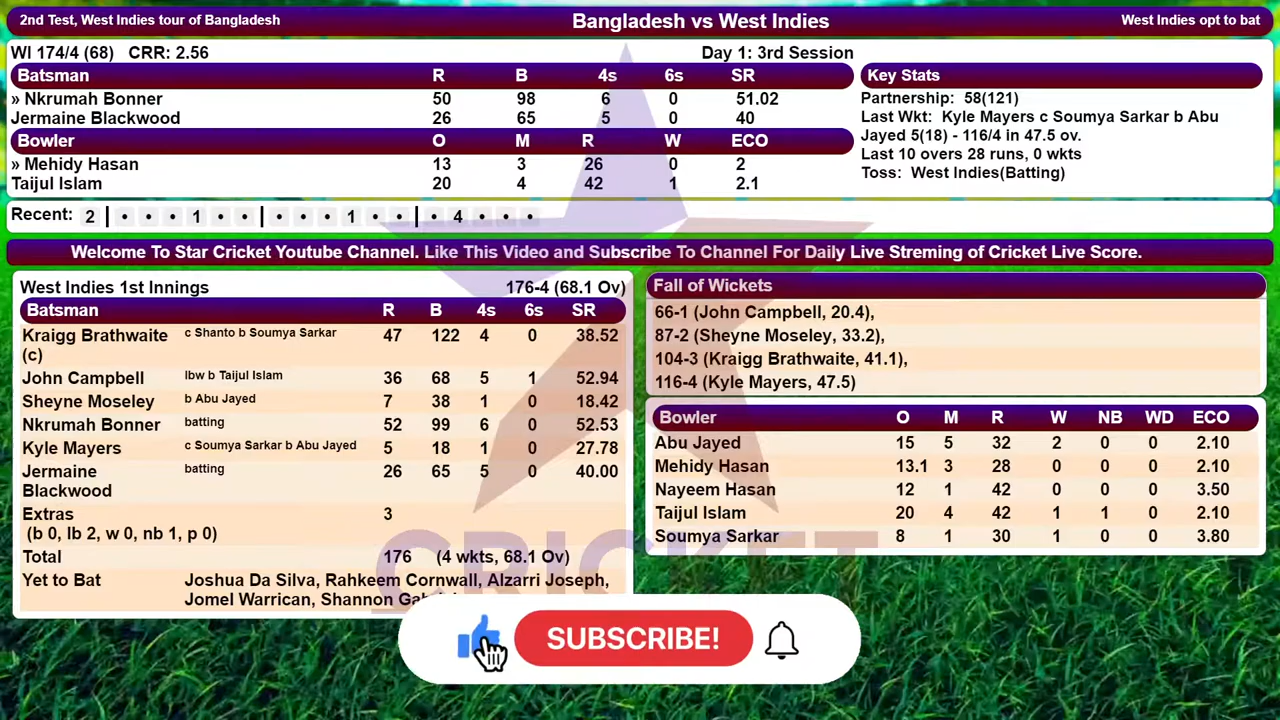 2nd Test, West Indies tour of Bangladesh Bangladesh vs West Indies West Indies opt to bat
WI 174/4 (68) CRR: 2.56 Day 1: 3rd Session
Batsman R B 4s 6s SR
» Nkrumah Bonner 50 98 6 0 51.02
Jermaine Blackwood 26 65 5 0 40
Bowler O M R W ECO
» Mehidy Hasan 13 3 26 0 2
Taijul Islam 20 4 42 1 2.1
Key Stats
Partnership: 58(121)
Last Wkt: Kyle Mayers c Soumya Sarkar b Abu
Jayed 5(18) - 116/4 in 47.5 ov.
Last 10 overs 28 runs, 0 wkts
Toss: West Indies(Batting)
Recent: 2 | • • • 1 • • | • • • 1 • • | • 4 • • •
Welcome To Star Cricket Youtube Channel. Like This Video and Subscribe To Channel For Daily Live Streming of Cricket Live Score.
West Indies 1st Innings 176-4 (68.1 Ov)
Batsman R B 4s 6s SR
Kraigg Brathwaite c Shanto b Soumya Sarkar 47 122 4 0 38.52
(c)
John Campbell lbw b Taijul Islam 36 68 5 1 52.94
Sheyne Moseley b Abu Jayed 7 38 1 0 18.42
Nkrumah Bonner batting 52 99 6 0 52.53
Kyle Mayers c Soumya Sarkar b Abu Jayed 5 18 1 0 27.78
Jermaine batting 26 65 5 0 40.00
Blackwood
Extras 3
(b 0, lb 2, w 0, nb 1, p 0)
Total 176 (4 wkts, 68.1 Ov)
Yet to Bat Joshua Da Silva, Rahkeem Cornwall, Alzarri Joseph,
Jomel Warrican, Shannon
Fall of Wickets
66-1 (John Campbell, 20.4),
87-2 (Sheyne Moseley, 33.2),
104-3 (Kraigg Brathwaite, 41.1),
116-4 (Kyle Mayers, 47.5)
Bowler O M R W NB WD ECO
Abu Jayed 15 5 32 2 0 0 2.10
Mehidy Hasan 13.1 3 28 0 0 0 2.10
Nayeem Hasan 12 1 42 0 0 0 3.50
Taijul Islam 20 4 42 1 1 0 2.10
Soumya Sarkar 8 1 30 1 0 0 3.80
CRICKET
SUBSCRIBE!